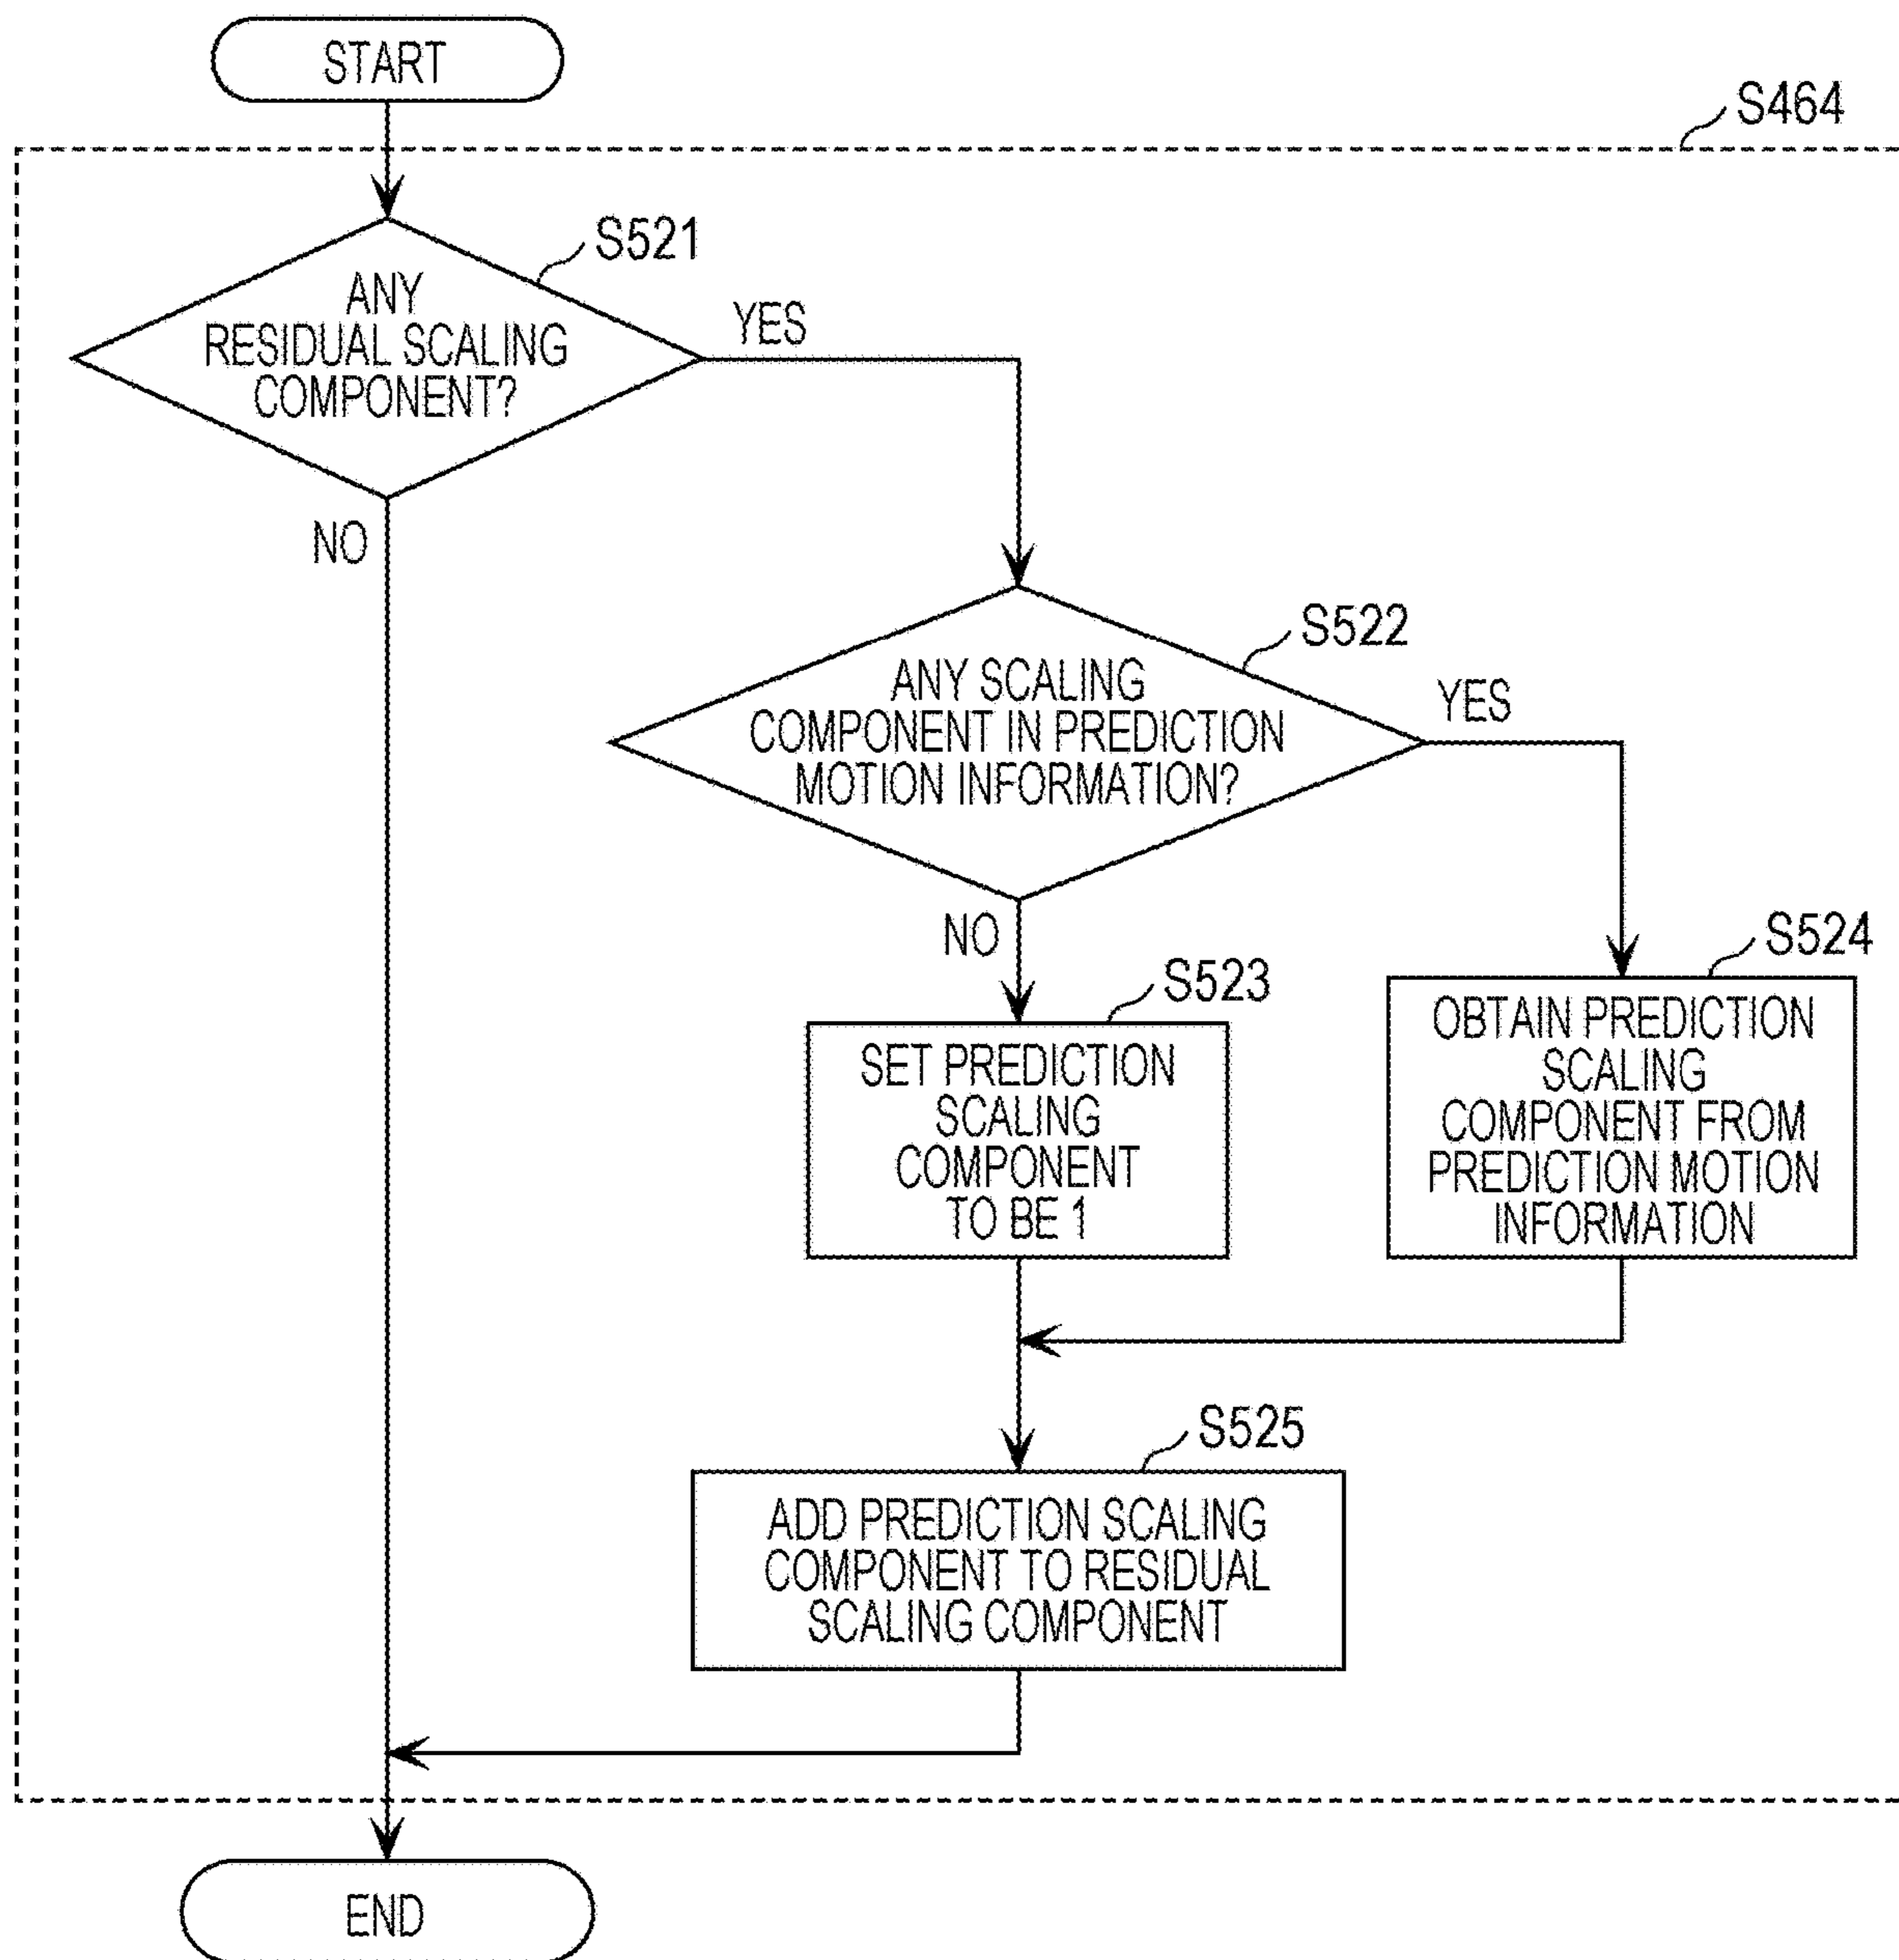 START
S464
S521
ANY
RESIDUAL SCALING
COMPONENT?
YES
NO
S522
ANY SCALING
COMPONENT IN PREDICTION
MOTION INFORMATION?
YES
NO
S523
SET PREDICTION
SCALING
COMPONENT
TO BE 1
S524
OBTAIN PREDICTION
SCALING
COMPONENT FROM
PREDICTION MOTION
INFORMATION
S525
ADD PREDICTION SCALING
COMPONENT TO RESIDUAL
SCALING COMPONENT
END